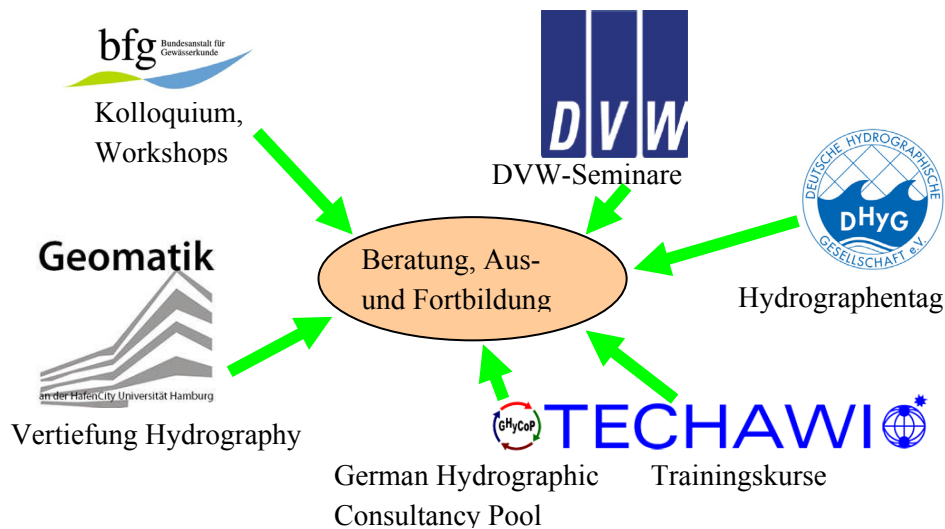 bfg Bundesanstalt für
Gewässerkunde
Kolloquium,
Workshops
DVW
DVW-Seminare
DEUTSCHE HYDROGRAPHISCHE
DHyG
GESELLSCHAFT e.V.
Hydrographentag
Geomatik
an der HafenCity Universität Hamburg
Vertiefung Hydrography
Beratung, Aus-
und Fortbildung
GHyCoP
German Hydrographic
Consultancy Pool
TECHAWI
Trainingskurse